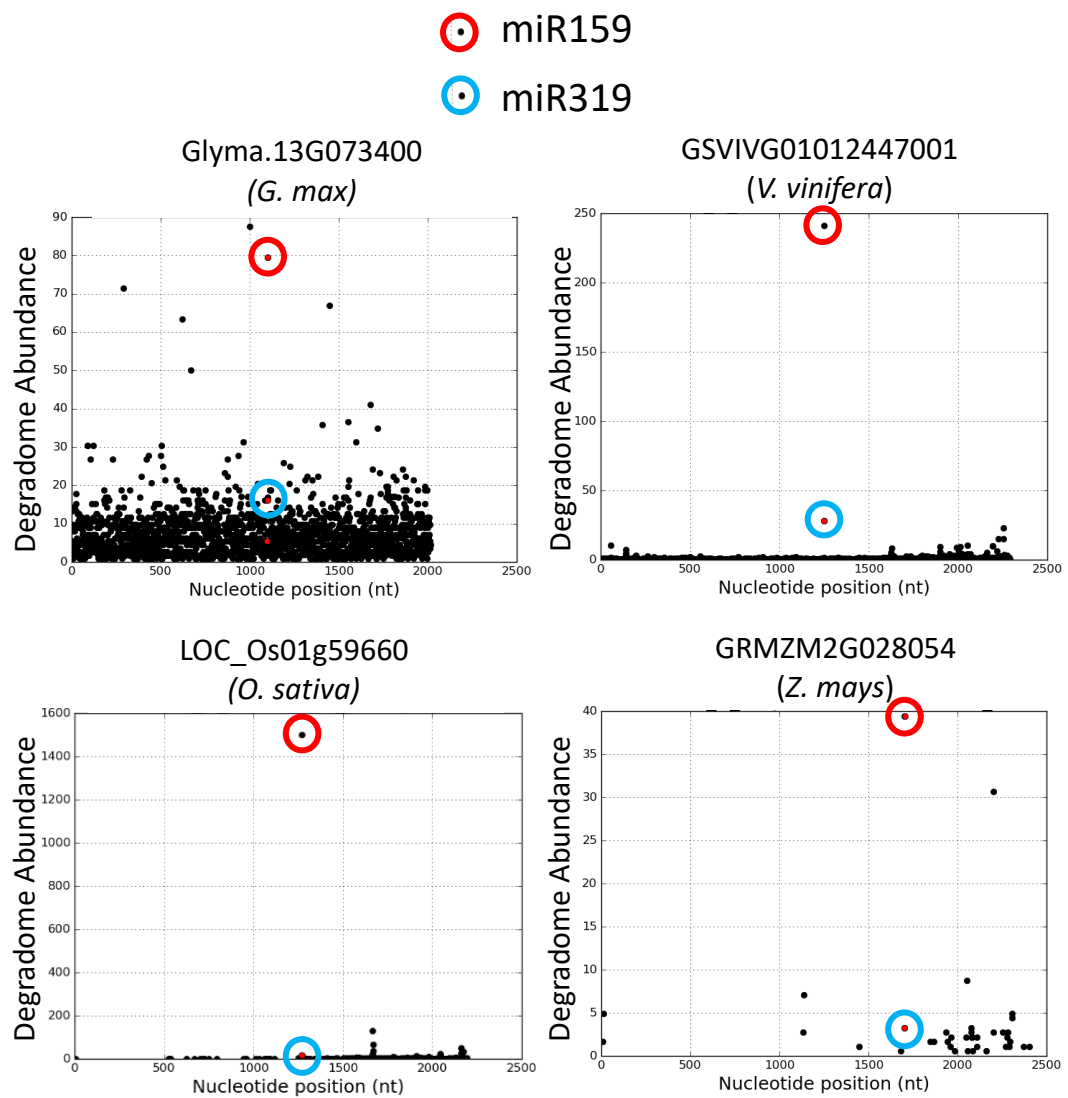 miR159
miR319
Glyma.13G073400
(G. max)
Degradome Abundance
90
80
70
60
50
40
30
20
10
0
0 500 1000 1500 2000 2500
Nucleotide position (nt)
GSVIVG01012447001
(V. vinifera)
Degradome Abundance
250
200
150
100
50
0
0 500 1000 1500 2000 2500
Nucleotide position (nt)
LOC_Os01g59660
(O. sativa)
Degradome Abundance
1600
1400
1200
1000
800
600
400
200
0
0 500 1000 1500 2000 2500
Nucleotide position (nt)
GRMZM2G028054
(Z. mays)
Degradome Abundance
40
35
30
25
20
15
10
5
0
0 500 1000 1500 2000 2500
Nucleotide position (nt)